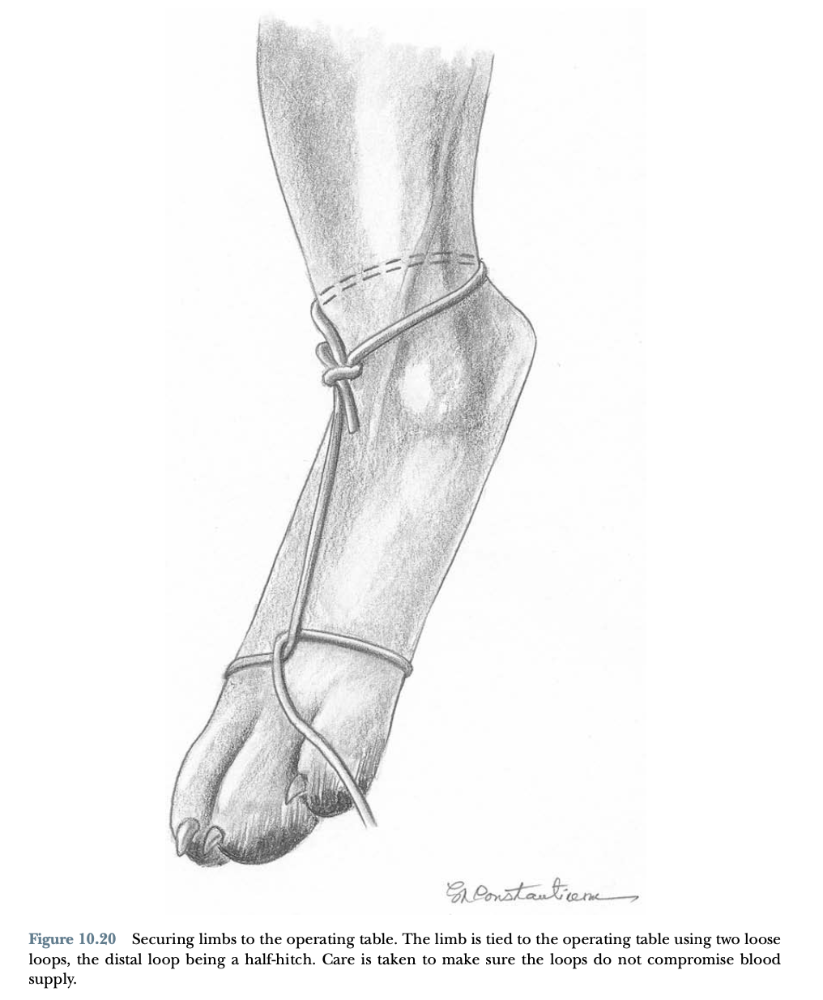 Figure 10.20 Securing limbs to the operating table. The limb is tied to the operating table using two loose
loops, the distal loop being a half-hitch. Care is taken to make sure the loops do not compromise blood
supply.